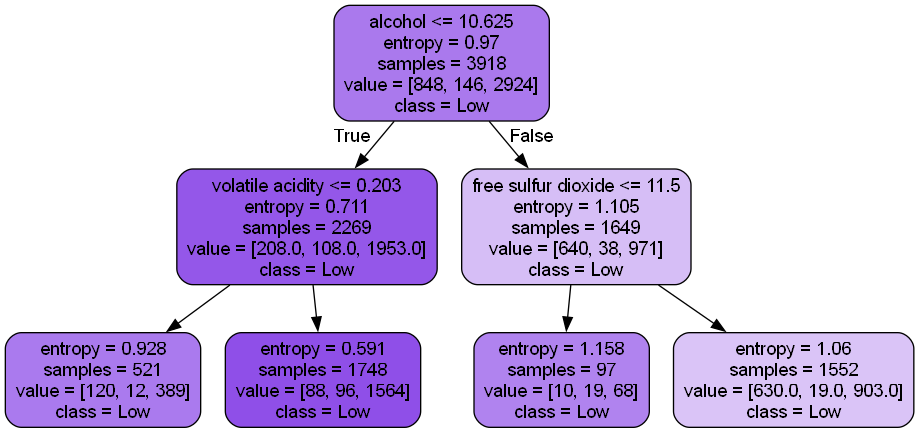 alcohol <= 10.625
entropy = 0.97
samples = 3918
value = [848, 146, 2924]
class = Low
True
False
volatile acidity <= 0.203
entropy = 0.711
samples = 2269
value = [208.0, 108.0, 1953.0]
class = Low
free sulfur dioxide <= 11.5
entropy = 1.105
samples = 1649
value = [640, 38, 971]
class = Low
entropy = 0.928
samples = 521
value = [120, 12, 389]
class = Low
entropy = 0.591
samples = 1748
value = [88, 96, 1564]
class = Low
entropy = 1.158
samples = 97
value = [10, 19, 68]
class = Low
entropy = 1.06
samples = 1552
value = [630.0, 19.0, 903.0]
class = Low